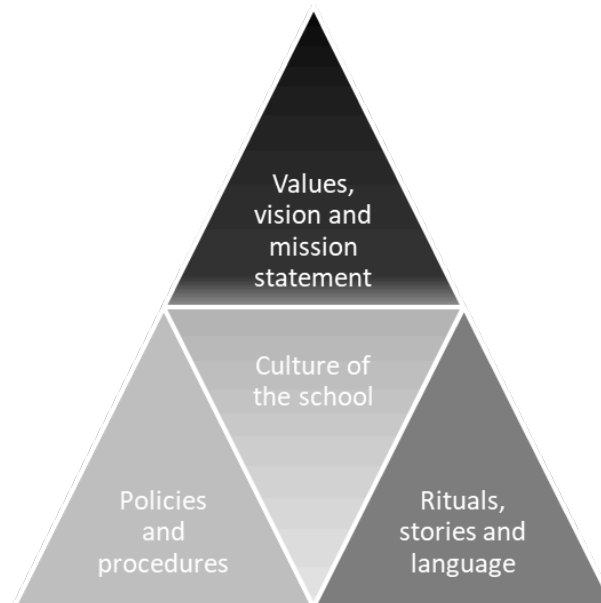 Values,
vision and
mission
statement
Culture of
the school
Policies
and
procedures
Rituals,
stories and
language